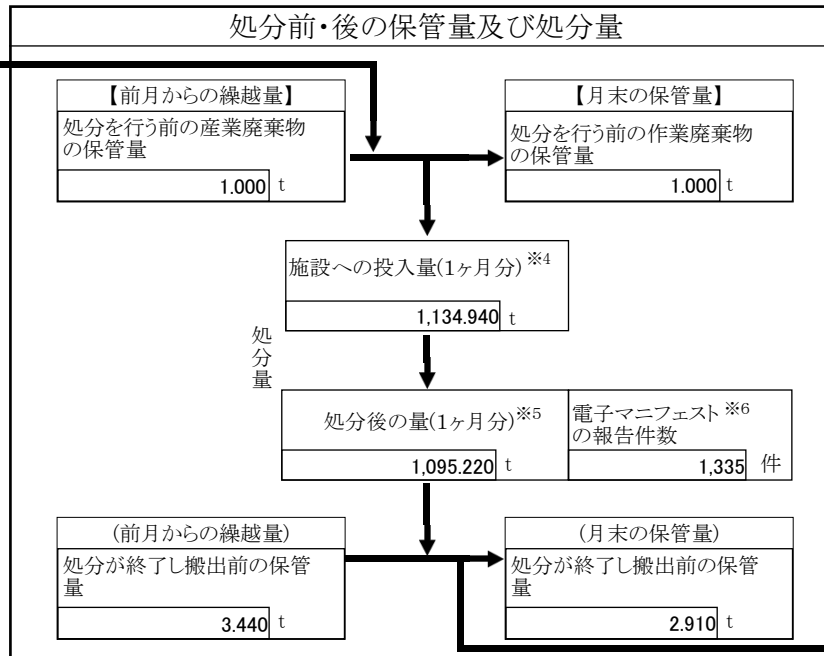 処分前・後の保管量及び処分量
【前月からの繰越量】
処分を行う前の産業廃棄物
の保管量
1.000 t
【月末の保管量】
処分を行う前の作業廃棄物
の保管量
1.000 t
施設への投入量(1ヶ月分)※4
1,134.940 t
処分量
処分後の量(1ヶ月分)※5
1,095.220 t
電子マニフェスト※6
の報告件数
1,335 件
(前月からの繰越量)
処分が終了し搬出前の保管
量
3.440 t
(月末の保管量)
処分が終了し搬出前の保管
量
2.910 t